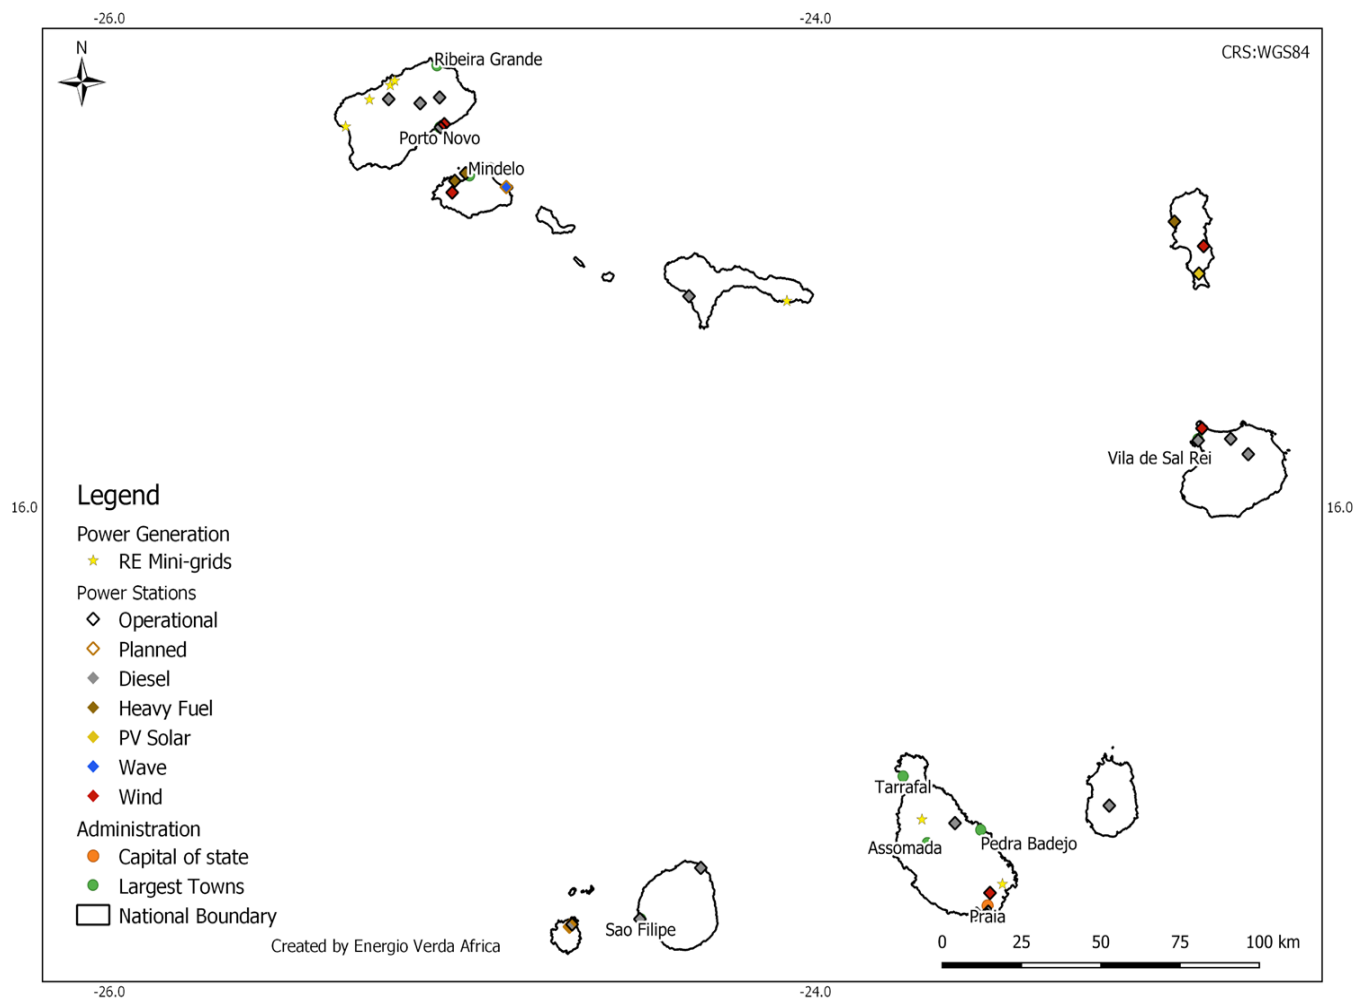 -26.0
-24.0
N
CRS:WGS84
Ribeira Grande
Porto Novo
Mindelo
Vila de Sal Rei
16.0
16.0
Legend
Power Generation
RE Mini-grids
Power Stations
Operational
Planned
Diesel
Heavy Fuel
PV Solar
Wave
Wind
Administration
Capital of state
Largest Towns
National Boundary
Tarrafal
Assomada
Pedra Badejo
Praia
Sao Filipe
Created by Energio Verda Africa
0 25 50 75 100 km
-26.0
-24.0